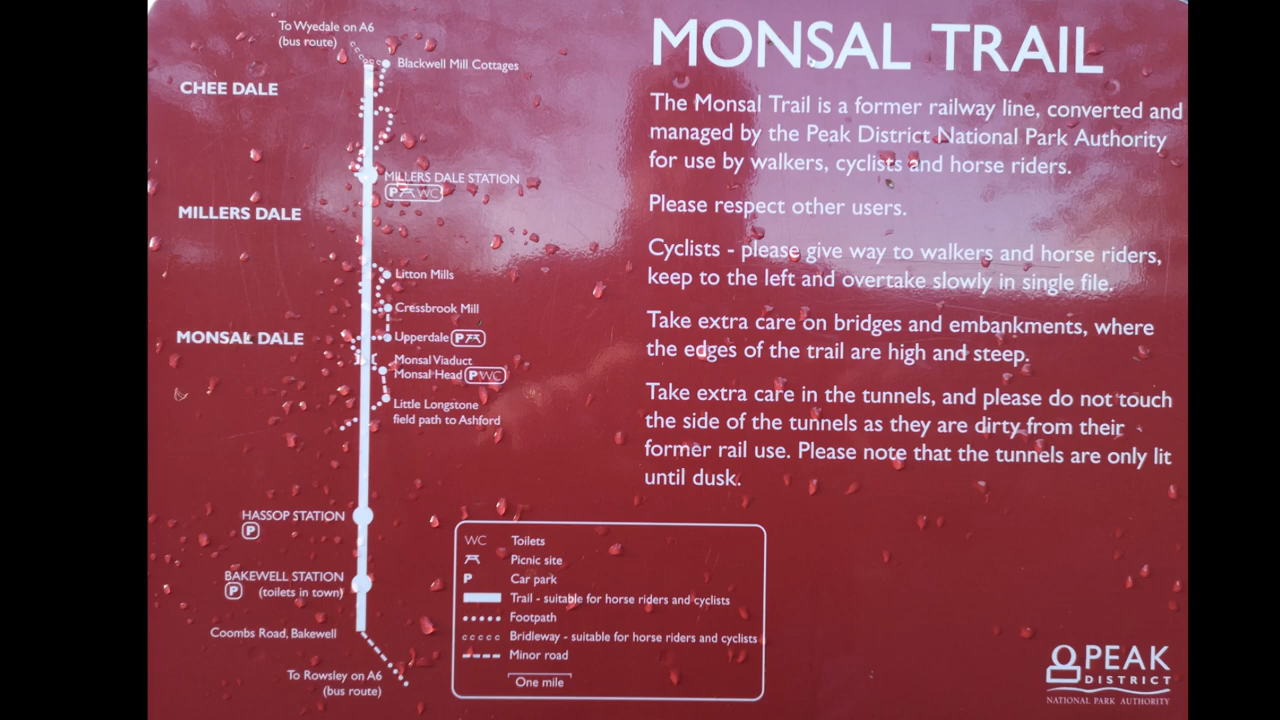 To Wyedale on A6
(bus route)
Blackwell Mill Cottages
CHEE DALE
MILLERS DALE STATION
P WC
MILLERS DALE
Litton Mills
Cressbrook Mill
MONSAL DALE
Upperdale P
Monsal Viaduct
Monsal Head P WC
Little Longstone
field path to Ashford
HASSOP STATION
P
BAKEWELL STATION
P (toilets in town)
Coombs Road, Bakewell
To Rowsley on A6
(bus route)
WC Toilets
Picnic site
P Car park
Trail - suitable for horse riders and cyclists
Footpath
Bridleway - suitable for horse riders and cyclists
Minor road
One mile
MONSAL TRAIL
The Monsal Trail is a former railway line, converted and
managed by the Peak District National Park Authority
for use by walkers, cyclists and horse riders.
Please respect other users.
Cyclists - please give way to walkers and horse riders,
keep to the left and overtake slowly in single file.
Take extra care on bridges and embankments, where
the edges of the trail are high and steep.
Take extra care in the tunnels, and please do not touch
the side of the tunnels as they are dirty from their
former rail use. Please note that the tunnels are only lit
until dusk.
PEAK
DISTRICT
NATIONAL PARK AUTHORITY